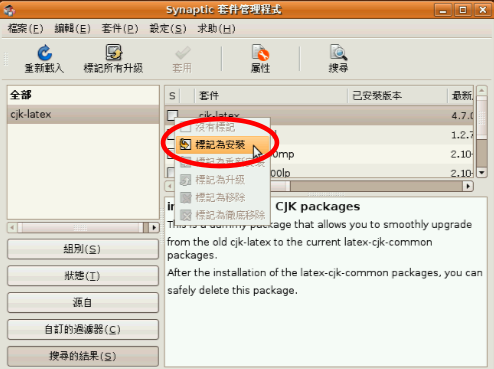 Synaptic 套件管理程式
檔案(F) 編輯(E) 套件(P) 設定(S) 求助(H)
重新載入 標記所有升級 套用 屬性 搜尋
全部
cjk-latex
S 套件 已安裝版本 最新.
cjk-latex 4.7.0
1.2.7
0mp 2.10-
00lp 2.10-
沒有標記
標記為安裝
標記為重新安裝
標記為升級
標記為移除
標記為徹底移除
CJK packages
This is a dummy package that allows you to smoothly upgrade
from the old cjk-latex to the current latex-cjk-common
packages.
After the installation of the latex-cjk-common packages, you can
safely delete this package.
組別(S)
狀態(T)
源自
自訂的過濾器(C)
搜尋的結果(S)